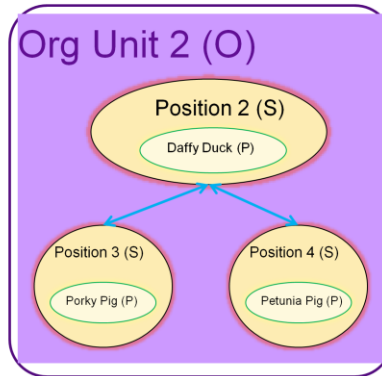 Org Unit 2 (O)
Position 2 (S)
Daffy Duck (P)
Position 3 (S)
Porky Pig (P)
Position 4 (S)
Petunia Pig (P)